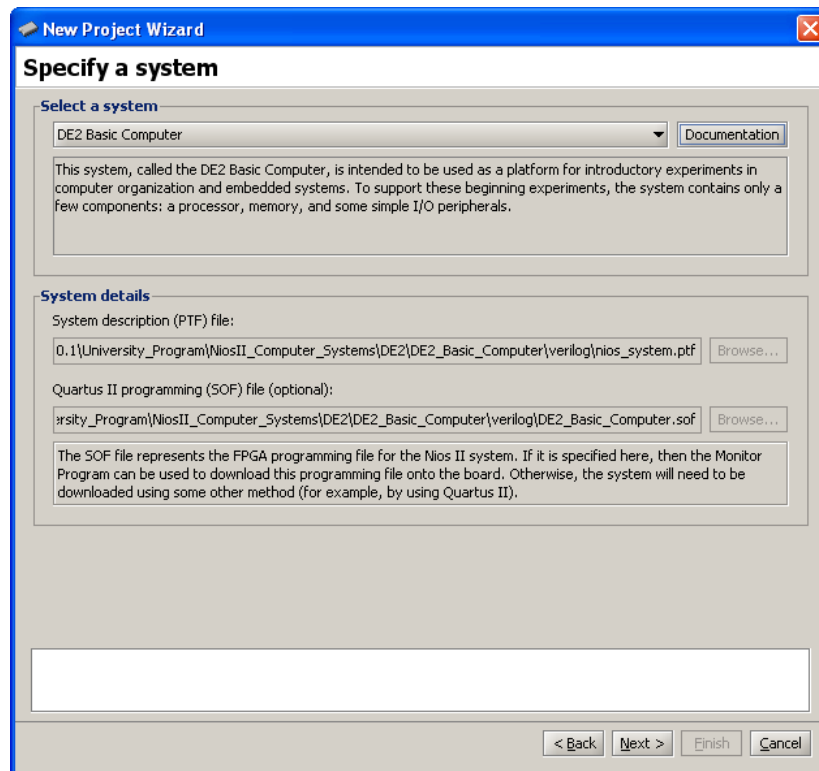 New Project Wizard
Specify a system
Select a system
DE2 Basic Computer
Documentation
This system, called the DE2 Basic Computer, is intended to be used as a platform for introductory experiments in
computer organization and embedded systems. To support these beginning experiments, the system contains only a
few components: a processor, memory, and some simple I/O peripherals.
System details
System description (PTF) file:
0.1\University_Program\NiosII_Computer_Systems\DE2\DE2_Basic_Computer\verilog\nios_system.ptf
Browse...
Quartus II programming (SOF) file (optional):
ersity_Program\NiosII_Computer_Systems\DE2\DE2_Basic_Computer\verilog\DE2_Basic_Computer.sof
Browse...
The SOF file represents the FPGA programming file for the Nios II system. If it is specified here, then the Monitor
Program can be used to download this programming file onto the board. Otherwise, the system will need to be
downloaded using some other method (for example, by using Quartus II).
< Back
Next >
Finish
Cancel